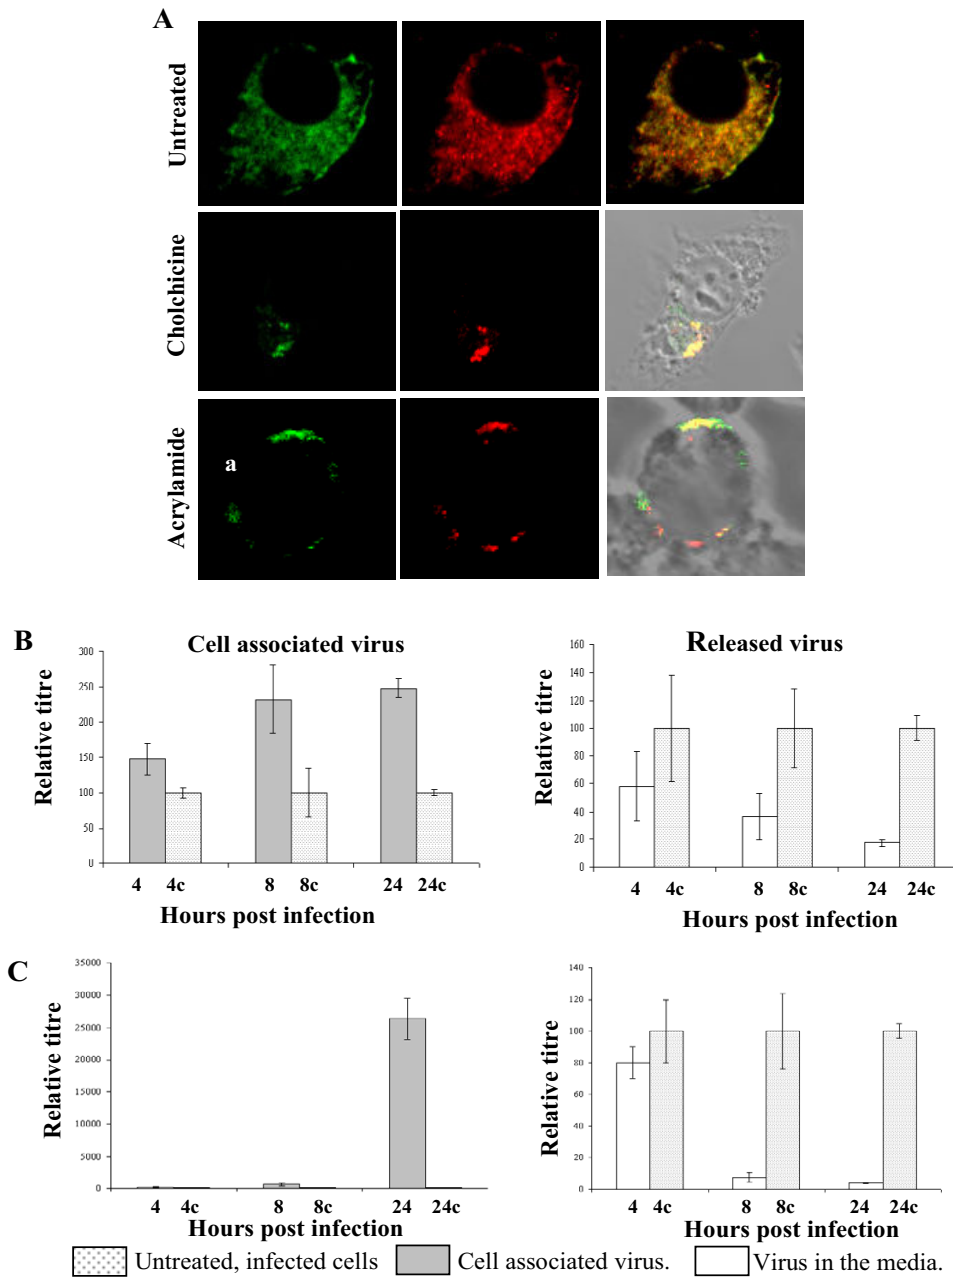 A
Untreated
Cholchicine
Acrylamide
a
B
Cell associated virus
Relative titre
300
250
200
150
100
50
0
4 4c 8 8c 24 24c
Hours post infection
Released virus
Relative titre
160
140
120
100
80
60
40
20
0
4 4c 8 8c 24 24c
Hours post infection
C
Relative titre
35000
30000
25000
20000
15000
10000
5000
0
4 4c 8 8c 24 24c
Hours post infection
Relative titre
140
120
100
80
60
40
20
0
4 4c 8 8c 24 24c
Hours post infection
Untreated, infected cells
Cell associated virus.
Virus in the media.